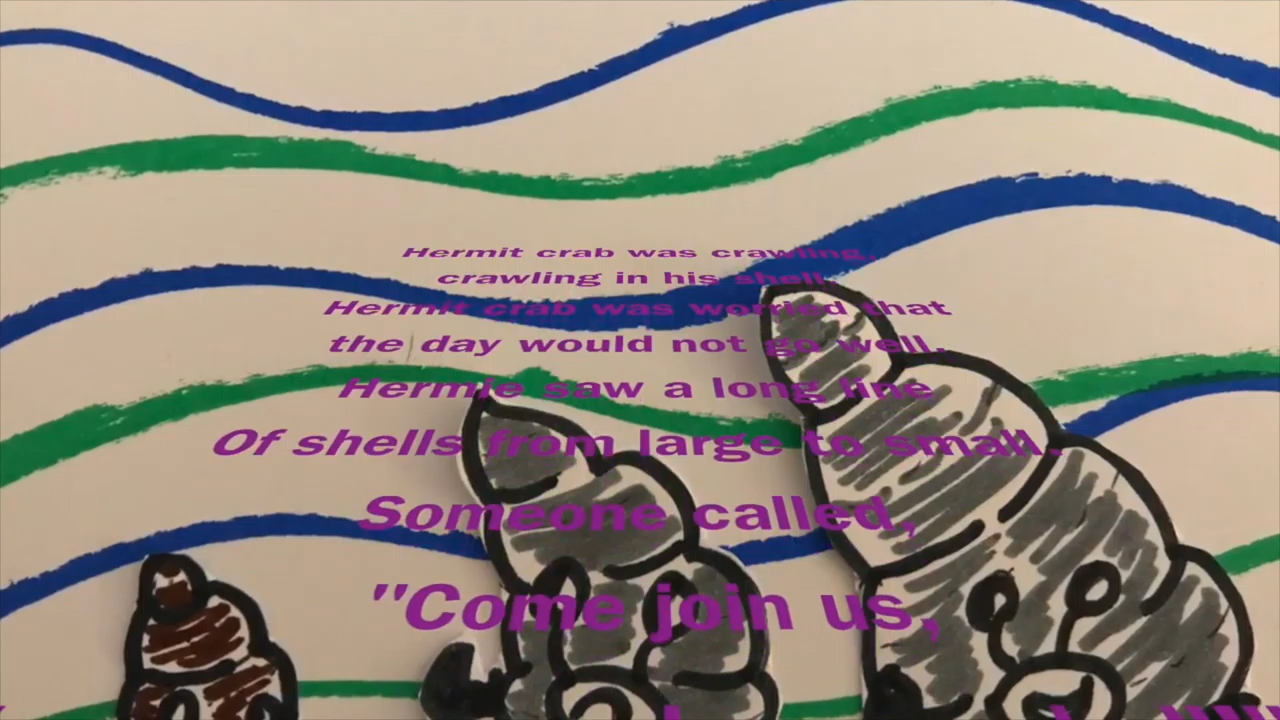 Hermit crab was crawling,
crawling in his shell.
Hermit crab was worried that
the day would not go well.
Hermie saw a long line
Of shells from large to small.
Someone called,
"Come join us,